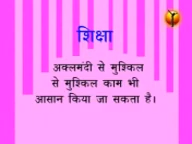 शिक्षा
अक्लमंदी से मुश्किल
से मुश्किल काम भी
आसान किया जा सकता है।